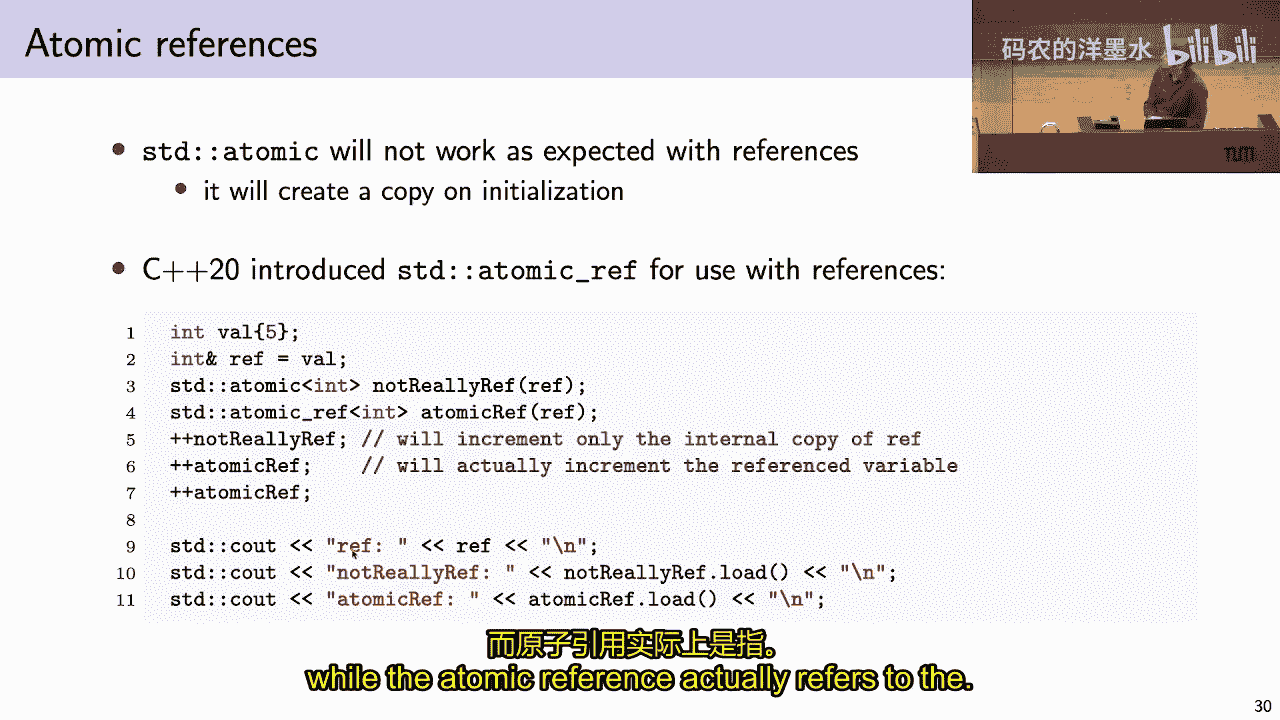 Atomic references
码农的洋墨水 bilibili
TUM
• std::atomic will not work as expected with references
• it will create a copy on initialization
• C++20 introduced std::atomic_ref for use with references:
1 int val{5};
2 int& ref = val;
3 std::atomic<int> notReallyRef(ref);
4 std::atomic_ref<int> atomicRef(ref);
5 ++notReallyRef; // will increment only the internal copy of ref
6 ++atomicRef; // will actually increment the referenced variable
7 ++atomicRef;
8
9 std::cout << "ref: " << ref << "\n";
10 std::cout << "notReallyRef: " << notReallyRef.load() << "\n";
11 std::cout << "atomicRef: " << atomicRef.load() << "\n";
而原子引用实际上是指。
while the atomic reference actually refers to the.
30